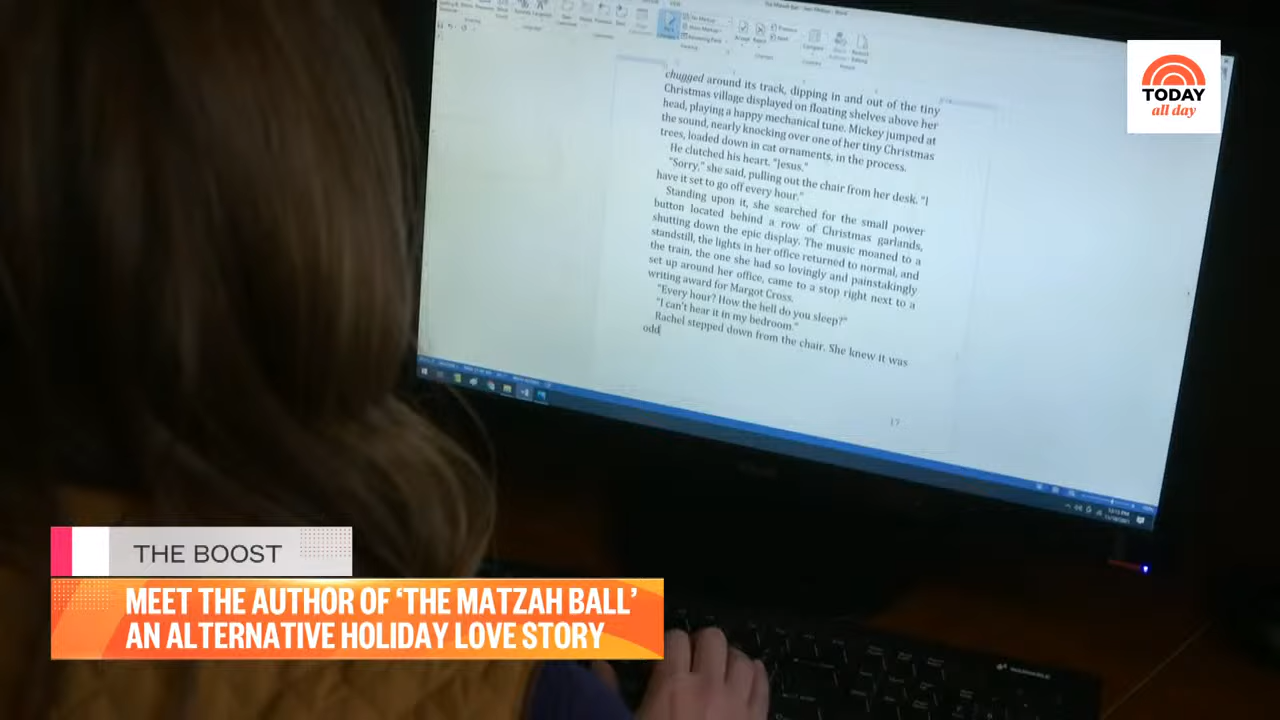 TODAY
all day
chugged around its track, dipping in and out of the tiny
Christmas village displayed on floating shelves above her
head, playing a happy mechanical tune. Mickey jumped at
the sound, nearly knocking over one of her tiny Christmas
trees, loaded down in cat ornaments, in the process.
He clutched his heart. "Jesus."
"Sorry," she said, pulling out the chair from her desk. "I
have it set to go off every hour."
Standing upon it, she searched for the small power
button located behind a row of Christmas garlands,
shutting down the epic display. The music moaned to a
standstill, the lights in her office returned to normal, and
the train, the one she had so lovingly and painstakingly
set up around her office, came to a stop right next to a
writing award for Margot Cross.
"Every hour? How the hell do you sleep?"
"I can't hear it in my bedroom."
Rachel stepped down from the chair. She knew it was
odd
17
THE BOOST
MEET THE AUTHOR OF 'THE MATZAH BALL'
AN ALTERNATIVE HOLIDAY LOVE STORY